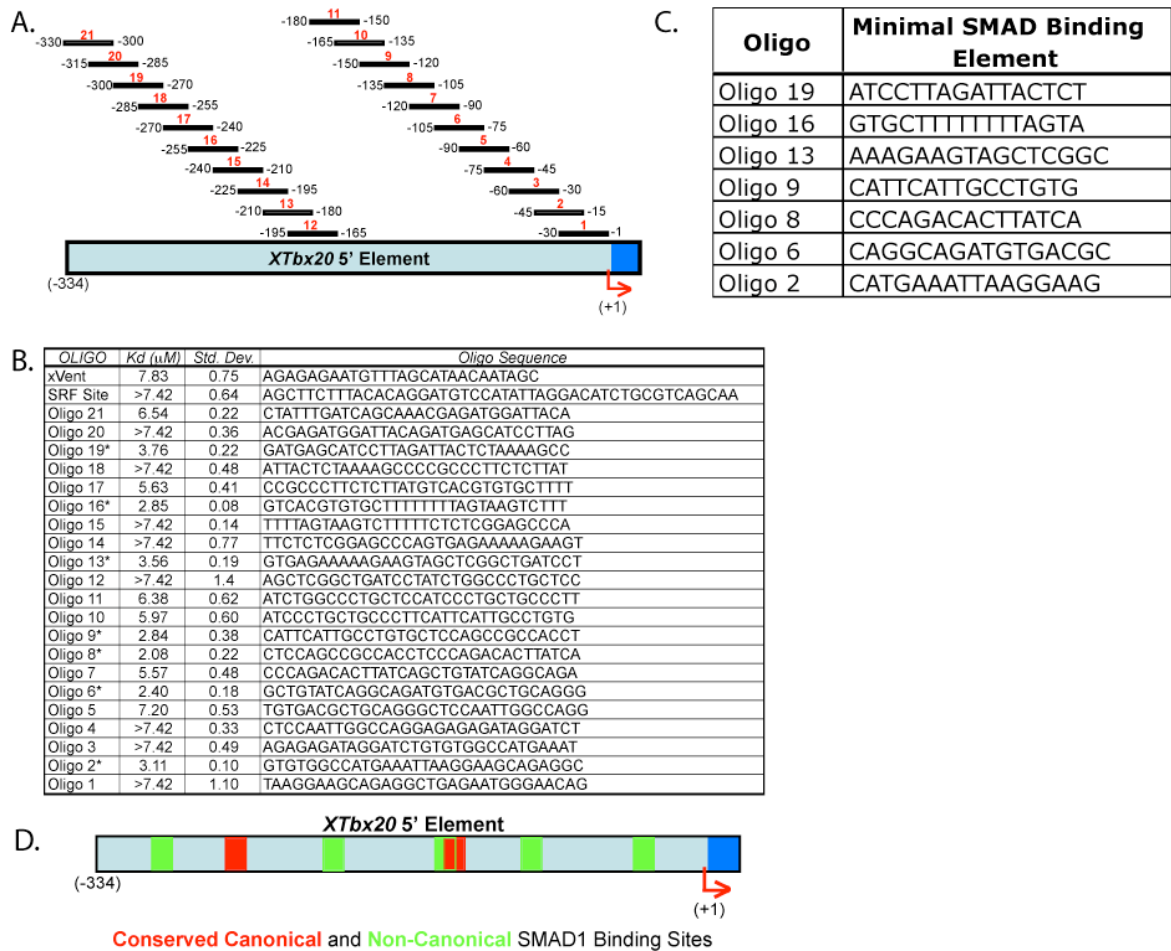 A.
11
-180 -150
21
-330 -300
10
-165 -135
20
-315 -285
9
-150 -120
19
-300 -270
8
-135 -105
18
-285 -255
7
-120 -90
17
-270 -240
6
-105 -75
16
-255 -225
5
-90 -60
15
-240 -210
4
-75 -45
14
-225 -195
3
-60 -30
13
-210 -180
2
-45 -15
12
-195 -165
1
-30 -1
XTbx20 5' Element
(-334)
(+1)
C.
Oligo Minimal SMAD Binding Element
Oligo 19 ATCCTTAGATTACTCT
Oligo 16 GTGCTTTTTTTTAGTA
Oligo 13 AAAGAAGTAGCTCGGC
Oligo 9 CATTCATTGCCTGTG
Oligo 8 CCCAGACACTTATCA
Oligo 6 CAGGCAGATGTGACGC
Oligo 2 CATGAAATTAAGGAAG
B.
OLIGO Kd (μM) Std. Dev. Oligo Sequence
xVent 7.83 0.75 AGAGAGAATGTTTAGCATAACAATAGC
SRF Site >7.42 0.64 AGCTTCTTTACACAGGATGTCCATATTAGGACATCTGCGTCAGCAA
Oligo 21 6.54 0.22 CTATTTGATCAGCAAACGAGATGGATTACA
Oligo 20 >7.42 0.36 ACGAGATGGATTACAGATGAGCATCCTTAG
Oligo 19* 3.76 0.22 GATGAGCATCCTTAGATTACTCTAAAAGCC
Oligo 18 >7.42 0.48 ATTACTCTAAAAGCCCCGCCCTTCTCTTAT
Oligo 17 5.63 0.41 CCGCCCTTCTCTTATGTCACGTGTGCTTTT
Oligo 16* 2.85 0.08 GTCACGTGTGCTTTTTTTTAGTAAGTCTTT
Oligo 15 >7.42 0.14 TTTTAGTAAGTCTTTTTCTCTCGGAGCCCA
Oligo 14 >7.42 0.77 TTCTCTCGGAGCCCAGTGAGAAAAAGAAGT
Oligo 13* 3.56 0.19 GTGAGAAAAAGAAGTAGCTCGGCTGATCCT
Oligo 12 >7.42 1.4 AGCTCGGCTGATCCTATCTGGCCCTGCTCC
Oligo 11 6.38 0.62 ATCTGGCCCTGCTCCATCCCTGCTGCCCTT
Oligo 10 5.97 0.60 ATCCCTGCTGCCCTTCATTCATTGCCTGTG
Oligo 9* 2.84 0.38 CATTCATTGCCTGTGCTCCAGCCGCCACCT
Oligo 8* 2.08 0.22 CTCCAGCCGCCACCTCCCAGACACTTATCA
Oligo 7 5.57 0.48 CCCAGACACTTATCAGCTGTATCAGGCAGA
Oligo 6* 2.40 0.18 GCTGTATCAGGCAGATGTGACGCTGCAGGG
Oligo 5 7.20 0.53 TGTGACGCTGCAGGGCTCCAATTGGCCAGG
Oligo 4 >7.42 0.33 CTCCAATTGGCCAGGAGAGAGATAGGATCT
Oligo 3 >7.42 0.49 AGAGAGATAGGATCTGTGTGGCCATGAAAT
Oligo 2* 3.11 0.10 GTGTGGCCATGAAATTAAGGAAGCAGAGGC
Oligo 1 >7.42 1.10 TAAGGAAGCAGAGGCTGAGAATGGGAACAG
XTbx20 5' Element
D.
(-334)
(+1)
Conserved Canonical and Non-Canonical SMAD1 Binding Sites